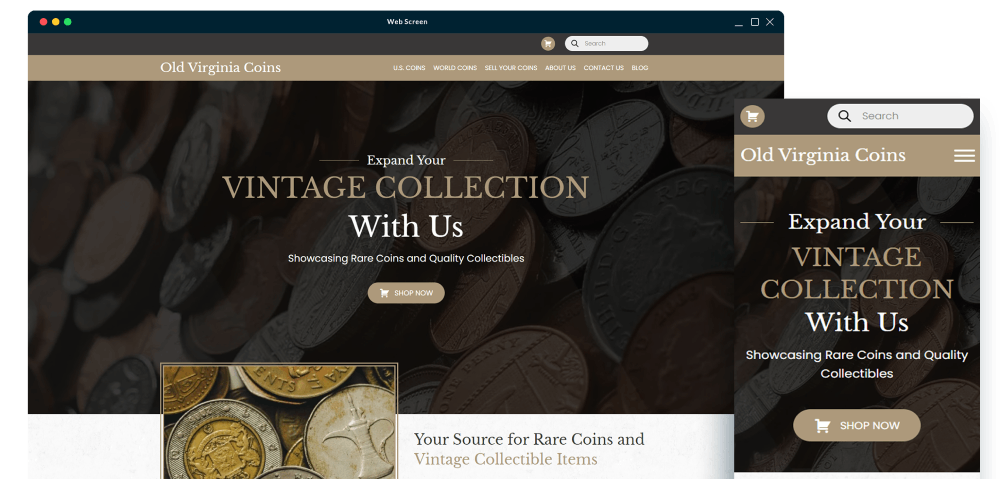 Web Screen
Search
Old Virginia Coins
U.S. COINS WORLD COINS SELL YOUR COINS ABOUT US CONTACT US BLOG
Expand Your
VINTAGE COLLECTION
With Us
Showcasing Rare Coins and Quality Collectibles
SHOP NOW
Your Source for Rare Coins and
Vintage Collectible Items
Search
Old Virginia Coins
Expand Your
VINTAGE
COLLECTION
With Us
Showcasing Rare Coins and Quality
Collectibles
SHOP NOW